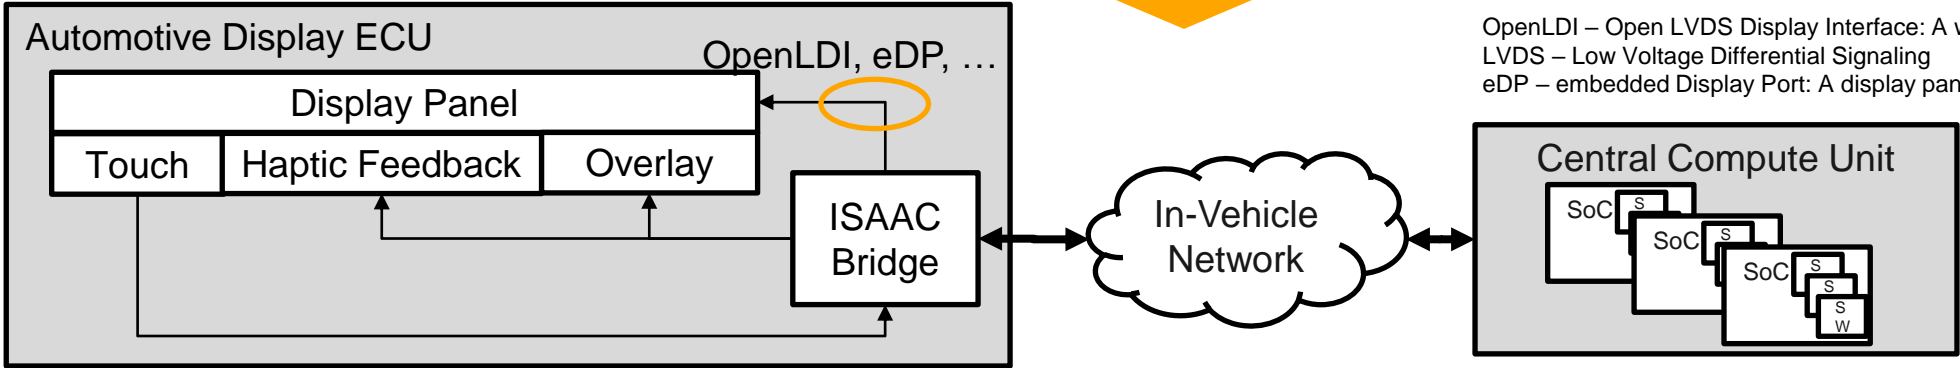 Automotive Display ECU
OpenLDI, eDP, …
Display Panel
Touch
Haptic Feedback
Overlay
ISAAC
Bridge
In-Vehicle
Network
OpenLDI – Open LVDS Display Interface: A
LVDS – Low Voltage Differential Signaling
eDP – embedded Display Port: A display pan
Central Compute Unit
SoC
S
SoC
S
SoC
S
S
S
W